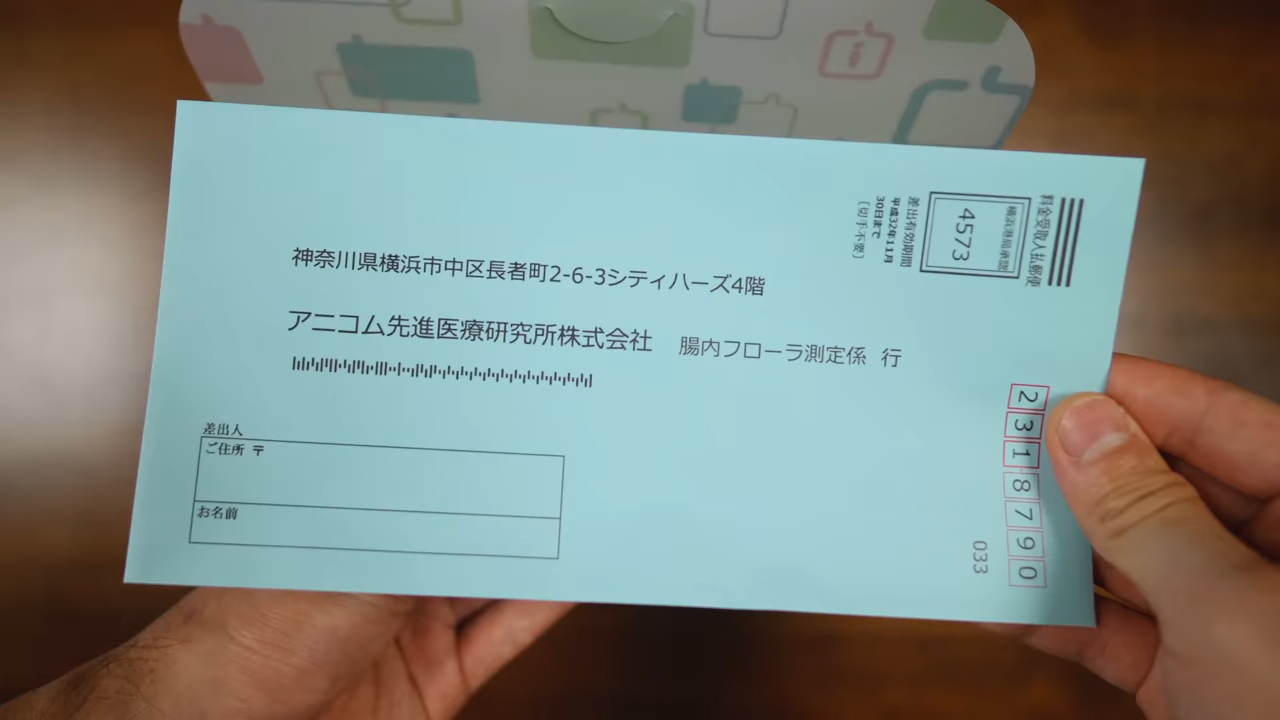 料金受取人払郵便
横浜港局承認
4573
差出有効期間
平成32年11月
30日まで
〔切手不要〕
2318790
033
神奈川県横浜市中区長者町2-6-3シティハーズ4階
アニコム先進医療研究所株式会社 腸内フローラ測定係 行
差出人
ご住所 〒
お名前